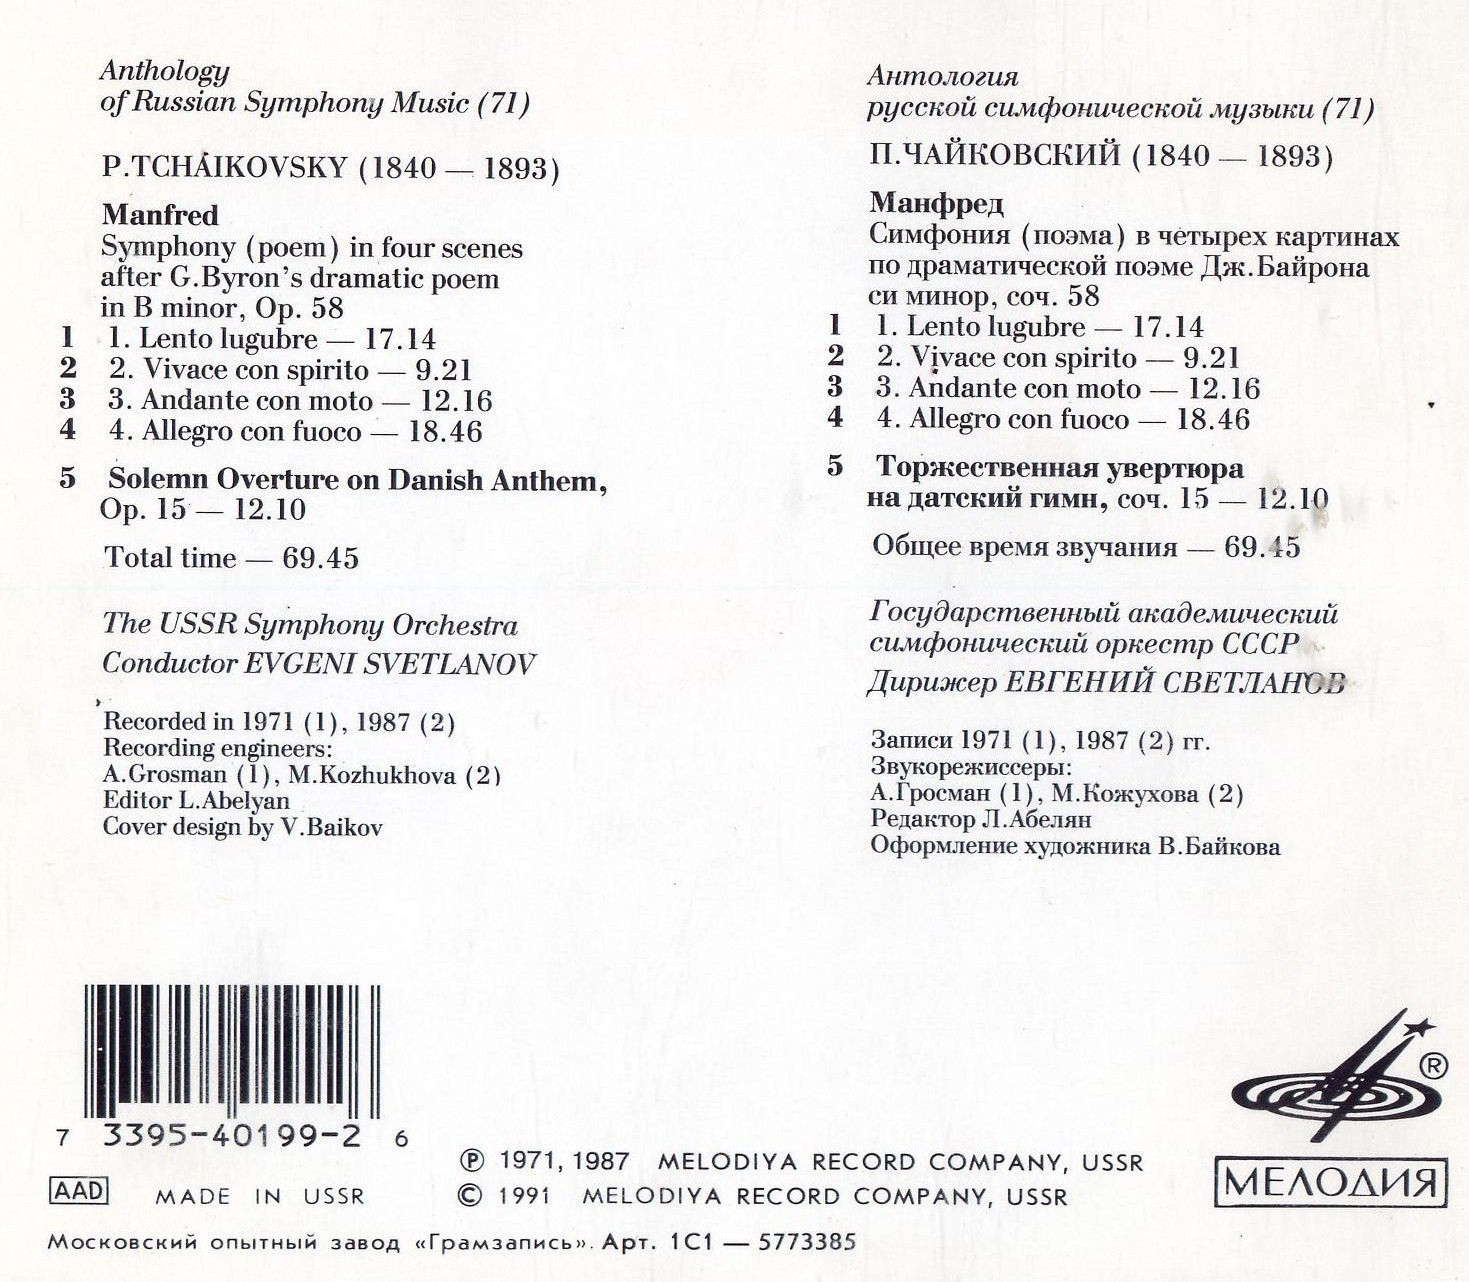 Anthology
of Russian Symphony Music (71)
P.TCHAIKOVSKY (1840 — 1893)
Manfred
Symphony (poem) in four scenes
after G.Byron's dramatic poem
in B minor, Op. 58
1 1. Lento lugubre — 17.14
2 2. Vivace con spirito — 9.21
3 3. Andante con moto — 12.16
4 4. Allegro con fuoco — 18.46
5 Solemn Overture on Danish Anthem,
Op. 15 — 12.10
Total time — 69.45
The USSR Symphony Orchestra
Conductor EVGENI SVETLANOV
Recorded in 1971 (1), 1987 (2)
Recording engineers:
A.Grosman (1), M.Kozhukhova (2)
Editor L.Abelyan
Cover design by V.Baikov
Антология
русской симфонической музыки (71)
П.ЧАЙКОВСКИЙ (1840 — 1893)
Манфред
Симфония (поэма) в четырех картинах
по драматической поэме Дж.Байрона
си минор, соч. 58
1 1. Lento lugubre — 17.14
2 2. Vivace con spirito — 9.21
3 3. Andante con moto — 12.16
4 4. Allegro con fuoco — 18.46
5 Торжественная увертюра
на датский гимн, соч. 15 — 12.10
Общее время звучания — 69.45
Государственный академический
симфонический оркестр СССР
Дирижер ЕВГЕНИЙ СВЕТЛАНОВ
Записи 1971 (1), 1987 (2) гг.
Звукорежиссеры:
А.Гросман (1), М.Кожухова (2)
Редактор Л.Абелян
Оформление художника В.Байкова
7 3395-40199-2 6
AAD MADE IN USSR
Ⓟ 1971, 1987 MELODIYA RECORD COMPANY, USSR
© 1991 MELODIYA RECORD COMPANY, USSR
®
МЕЛОДИЯ
Московский опытный завод «Грамзапись». Арт. 1С1 — 5773385